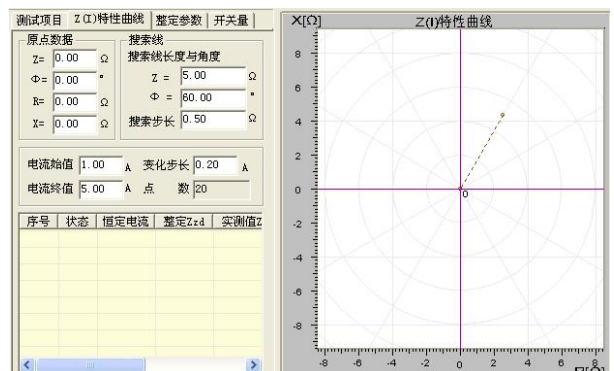 测试项目 Z(I)特性曲线 整定参数 开关量
原点数据
Z= 0.00 Ω
Φ= 0.00 °
R= 0.00 Ω
X= 0.00 Ω
搜索线
搜索线长度与角度
Z = 5.00 Ω
Φ = 60.00 °
搜索步长 0.50 Ω
电流始值 1.00 A 变化步长 0.20 A
电流终值 5.00 A 点 数 20
序号 状态 恒定电流 整定Zzd 实测值Z
X[Ω] Z(I)特性曲线
8
6
4
2
0
-2
-4
-6
-8
0
-8 -6 -4 -2 0 2 4 6 8
R[Ω]